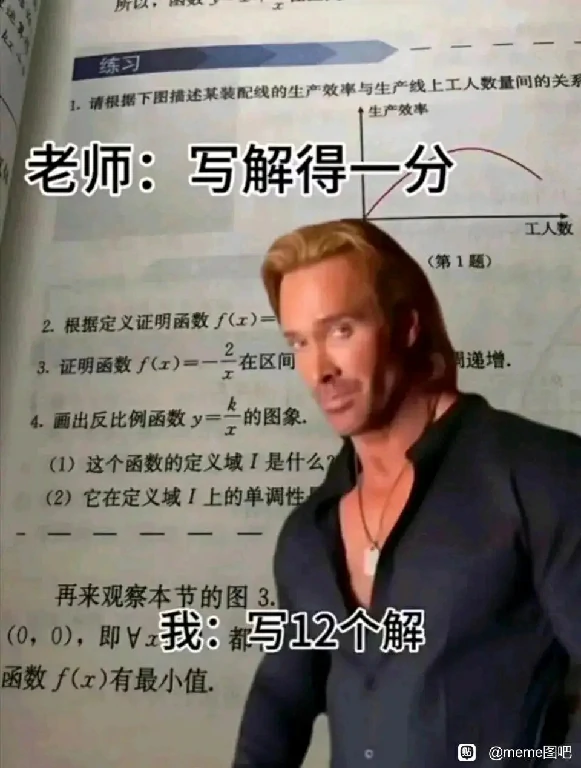 所以，函数 y=
练习
1. 请根据下图描述某装配线的生产效率与生产线上工人数量间的关系
生产效率
老师：写解得一分
工人数
（第1题）
2. 根据定义证明函数 f(x)=
3. 证明函数 f(x)=-2/x在区间
调递增.
4. 画出反比例函数 y=k/x的图象.
(1) 这个函数的定义域 I 是什么?
(2) 它在定义域 I 上的单调性
再来观察本节的图 3.
(0, 0)，即∀x
都
我：写12个解
函数 f(x)有最小值.
贴 @meme图吧